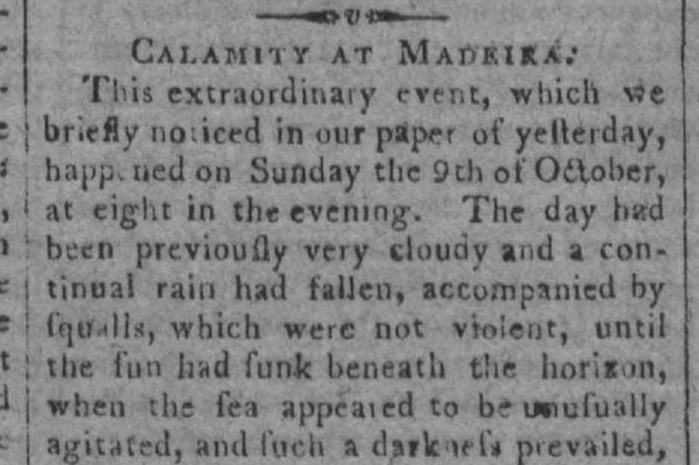 CALAMITY AT MADEIRA.
This extraordinary event, which we
briefly noticed in our paper of yeſterday,
happened on Sunday the 9th of October,
at eight in the evening. The day had
been previouſly very cloudy and a con-
tinual rain had fallen, accompanied by
ſqualls, which were not violent, until
the ſun had ſunk beneath the horizon,
when the ſea appeared to be unuſually
agitated, and ſuch a darkneſs prevailed,